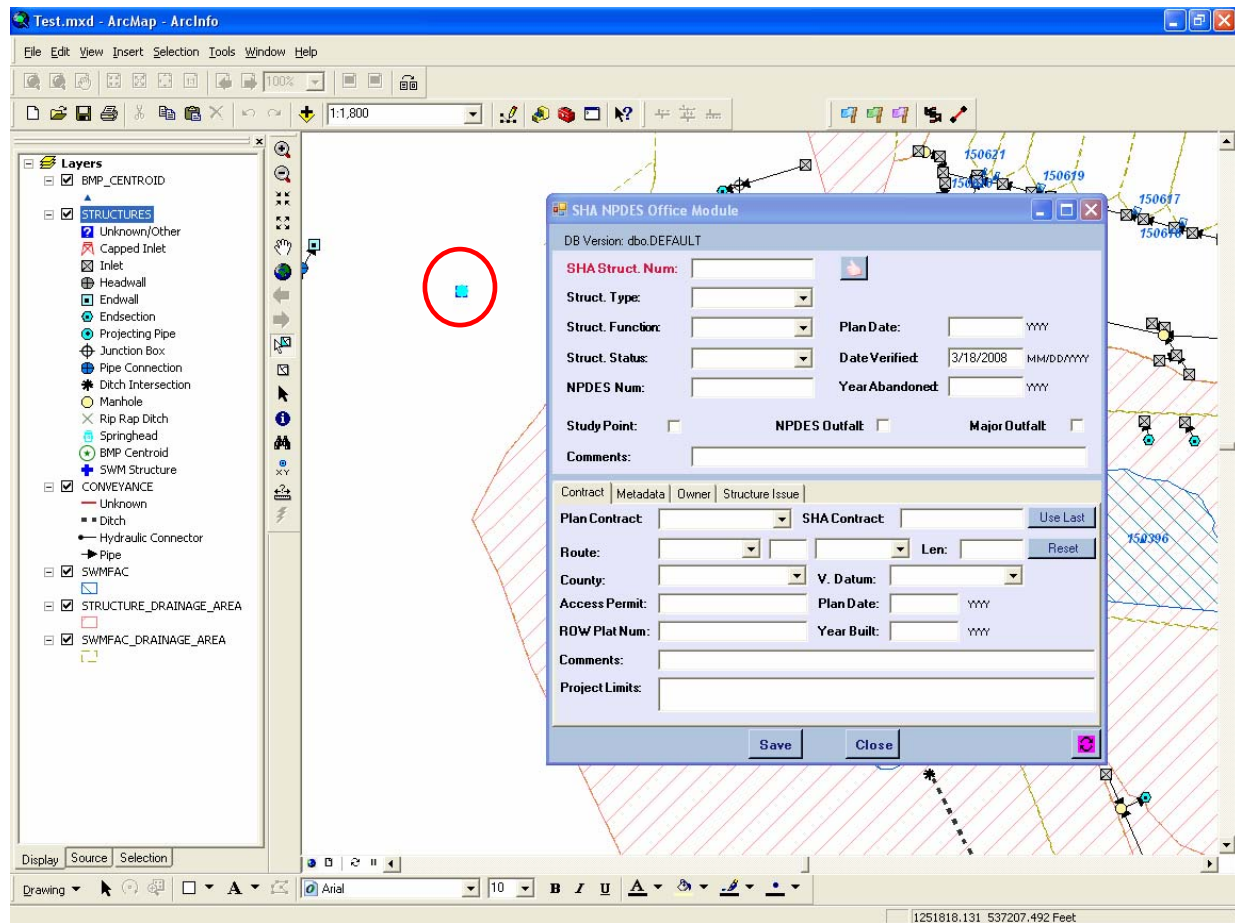 Test.mxd - ArcMap - ArcInfo
File Edit View Insert Selection Tools Window Help
100%
1:1,800
Layers
BMP_CENTROID
STRUCTURES
Unknown/Other
Capped Inlet
Inlet
Headwall
Endwall
Endsection
Projecting Pipe
Junction Box
Pipe Connection
Ditch Intersection
Manhole
Rip Rap Ditch
Springhead
BMP Centroid
SWM Structure
CONVEYANCE
Unknown
Ditch
Hydraulic Connector
Pipe
SWMFAC
STRUCTURE_DRAINAGE_AREA
SWMFAC_DRAINAGE_AREA
Display Source Selection
XY
150621
150619
150617
150396
SHA NPDES Office Module
DB Version: dbo.DEFAULT
SHA Struct. Num:
Struct. Type:
Struct. Function: Plan Date: YYYY
Struct. Status: Date Verified: 3/18/2008 MM/DD/YYYY
NPDES Num: Year Abandoned: YYYY
Study Point: NPDES Outfall: Major Outfall:
Comments:
Contract Metadata Owner Structure Issue
Plan Contract: SHA Contract: Use Last
Route: Len: Reset
County: V. Datum:
Access Permit: Plan Date: YYYY
ROW Plat Num: Year Built: YYYY
Comments:
Project Limits:
Save Close
Drawing A Arial 10 B I U A
1251818.131 537207.492 Feet